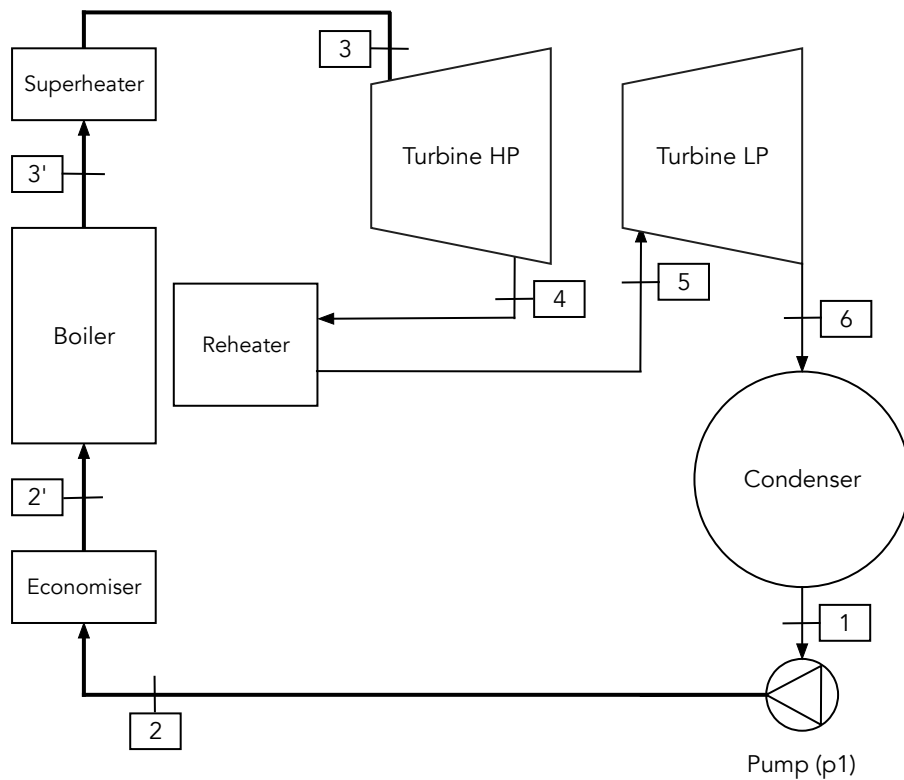 3
Superheater
Turbine HP
Turbine LP
3'
5
4
6
Boiler
Reheater
Condenser
2'
Economiser
1
2
Pump (p1)